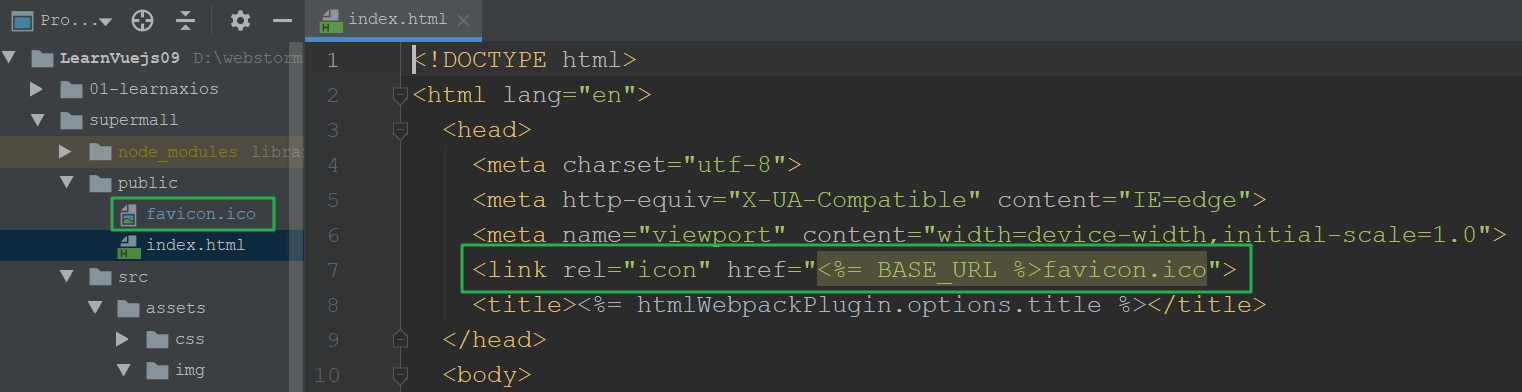 Pro...
index.html
LearnVuejs09 D:\webstorm
01-learnaxios
supermall
node_modules libra
public
favicon.ico
index.html
src
assets
css
img
1 <!DOCTYPE html>
2 <html lang="en">
3 <head>
4 <meta charset="utf-8">
5 <meta http-equiv="X-UA-Compatible" content="IE=edge">
6 <meta name="viewport" content="width=device-width,initial-scale=1.0">
7 <link rel="icon" href="<%= BASE_URL %>favicon.ico">
8 <title><%= htmlWebpackPlugin.options.title %></title>
9 </head>
10 <body>